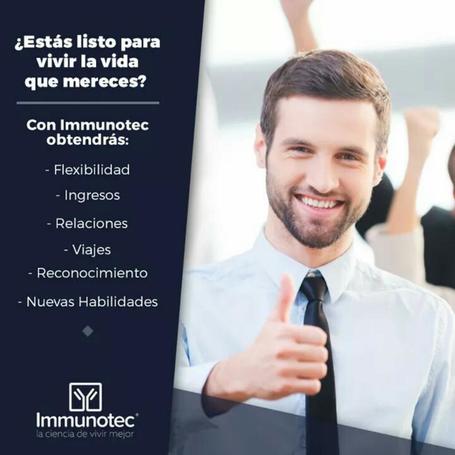 ¿Estás listo para
vivir la vida
que mereces?
Con Immunotec
obtendrás:
- Flexibilidad
- Ingresos
- Relaciones
- Viajes
- Reconocimiento
- Nuevas Habilidades
Immunotec®
la ciencia de vivir mejor